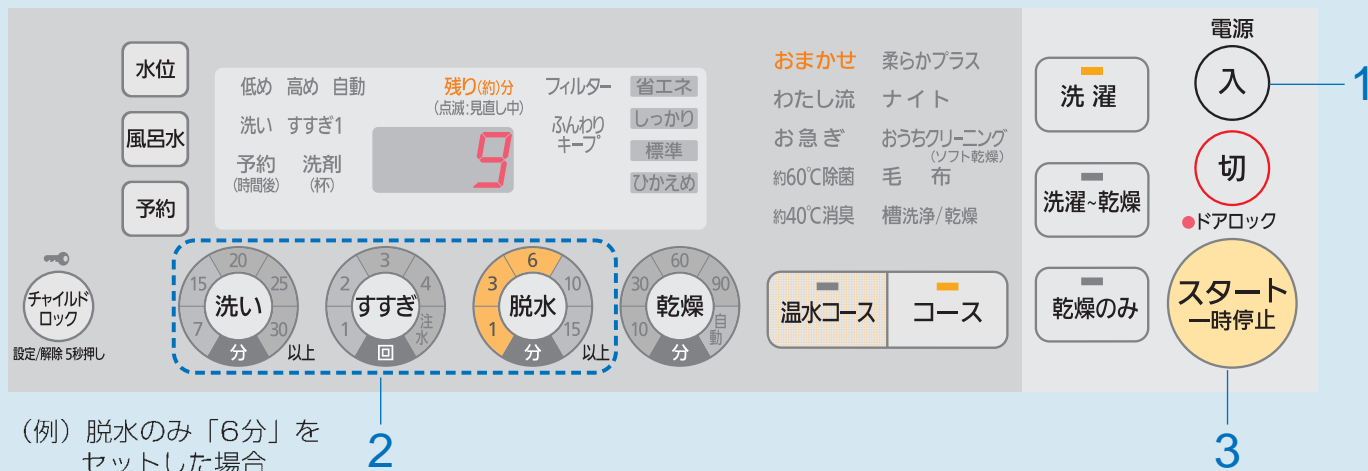 電源
水位
低め 高め 自動
残り(約)分
(点滅:見直し中)
フィルター
省エネ
おまかせ 柔らかプラス
洗濯
入
1
わたし流 ナイト
風呂水
洗い すすぎ1
9
ふんわり
キープ
しっかり
お急ぎ おうちクリーニング
(ソフト乾燥)
標準
予約 洗剤
(時間後) (杯)
ひかえめ
約60℃除菌 毛 布
切
洗濯~乾燥
予約
約40℃消臭 槽洗浄/乾燥
ドアロック
チャイルド
ロック
設定/解除 5秒押し
7 15 20 25 30
洗い
分 以上
1 2 3 4 注水
すすぎ
回
1 3 6 10 15
脱水
分 以上
10 30 60 90 自動
乾燥
分
温水コース
コース
乾燥のみ
スタート
一時停止
(例)脱水のみ「6分」を
セットした場合
2
3